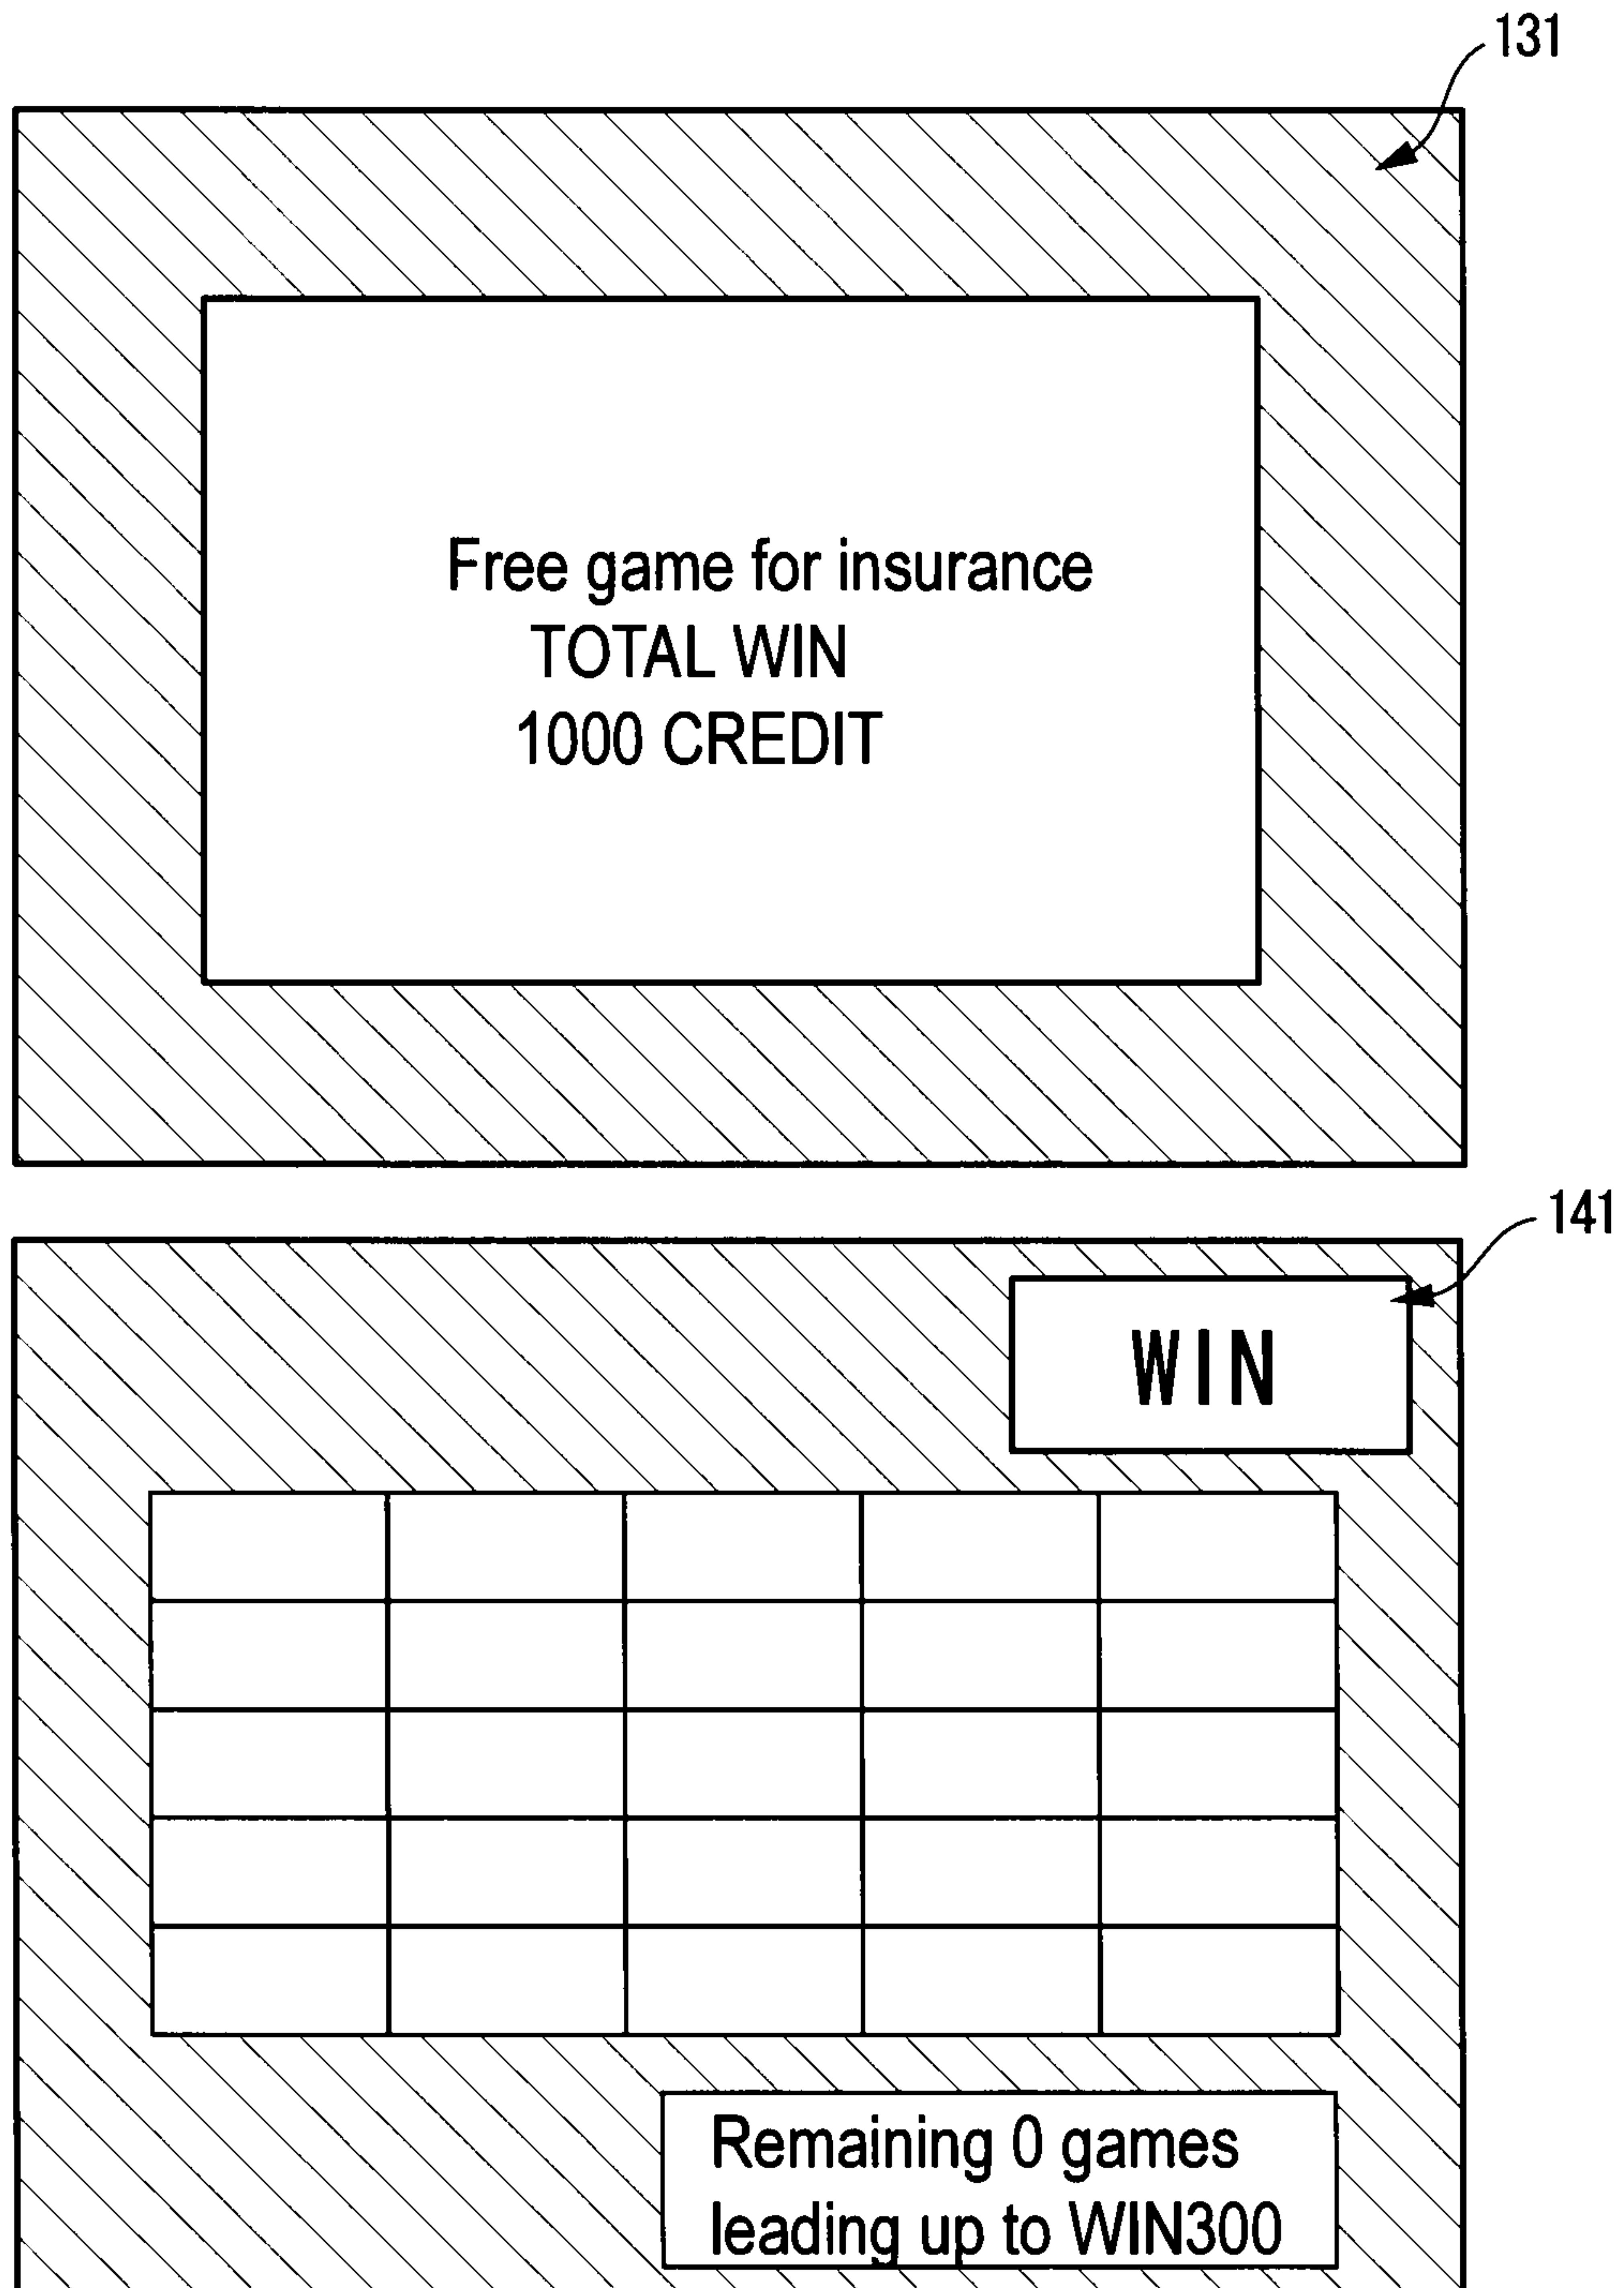 131
Free game for insurance
TOTAL WIN
1000 CREDIT
141
WIN
Remaining 0 games
leading up to WIN300